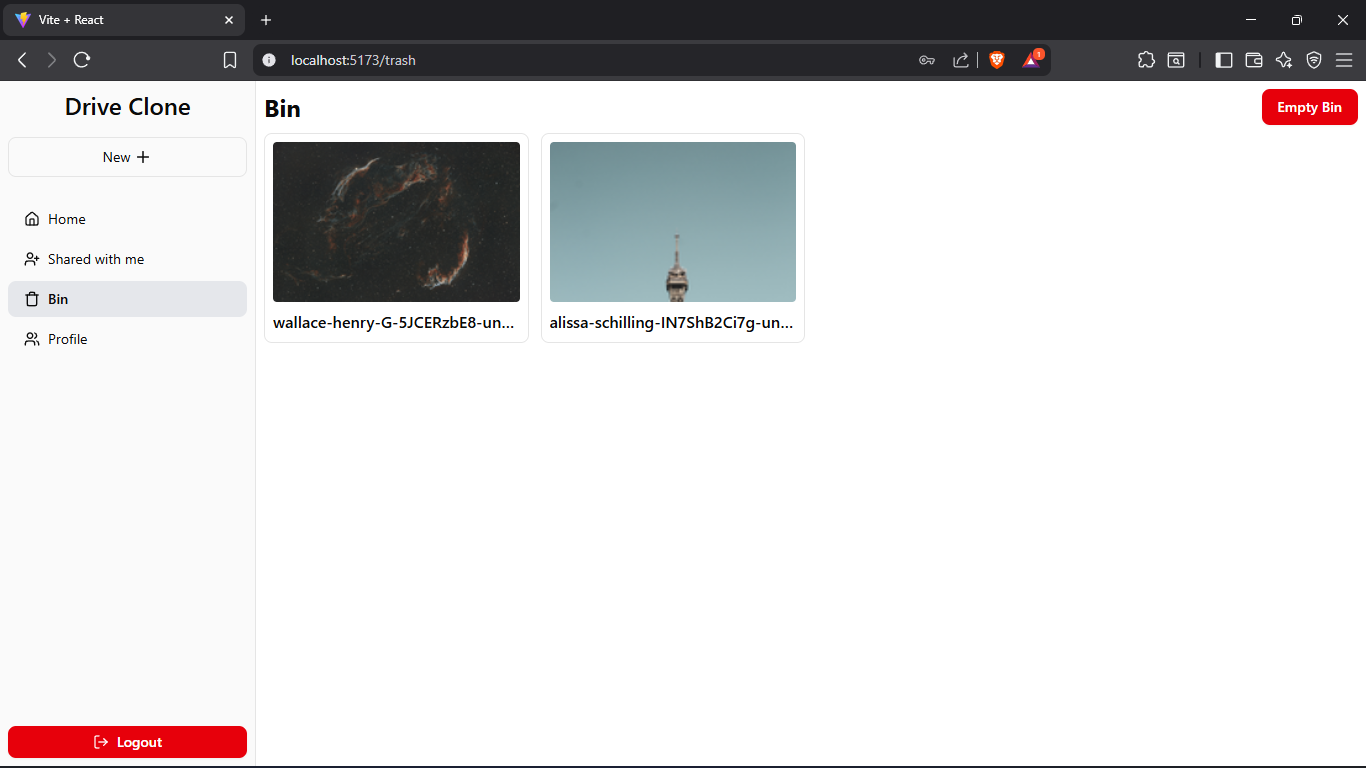 Vite + React
localhost:5173/trash
1
Drive Clone
New
Home
Shared with me
Bin
Profile
Logout
Bin
Empty Bin
wallace-henry-G-5JCERzbE8-un...
alissa-schilling-IN7ShB2Ci7g-un...